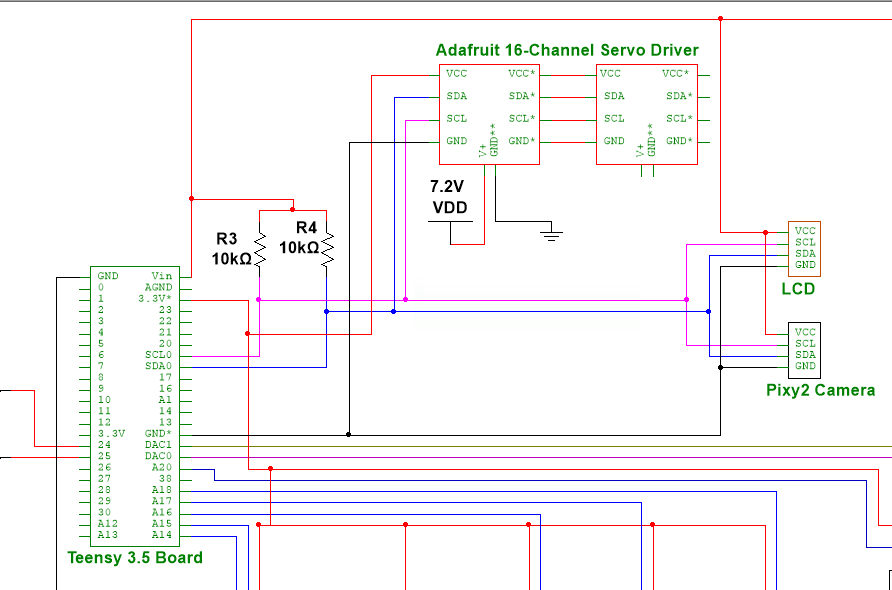 Adafruit 16-Channel Servo Driver
VCC VCC* VCC VCC*
SDA SDA* SDA SDA*
SCL SCL* SCL SCL*
GND GND* GND GND*
V+ GND** V+ GND**
7.2V
VDD
R3
10kΩ
R4
10kΩ
VCC
SCL
SDA
GND
LCD
VCC
SCL
SDA
GND
Pixy2 Camera
GND Vin
0 AGND
1 3.3V*
2 23
3 22
4 21
5 20
6 SCL0
7 SDA0
8 17
9 16
10 A1
11 14
12 13
3.3V GND*
24 DAC1
25 DAC0
26 A20
27 38
28 A18
29 A17
30 A16
A12 A15
A13 A14
Teensy 3.5 Board